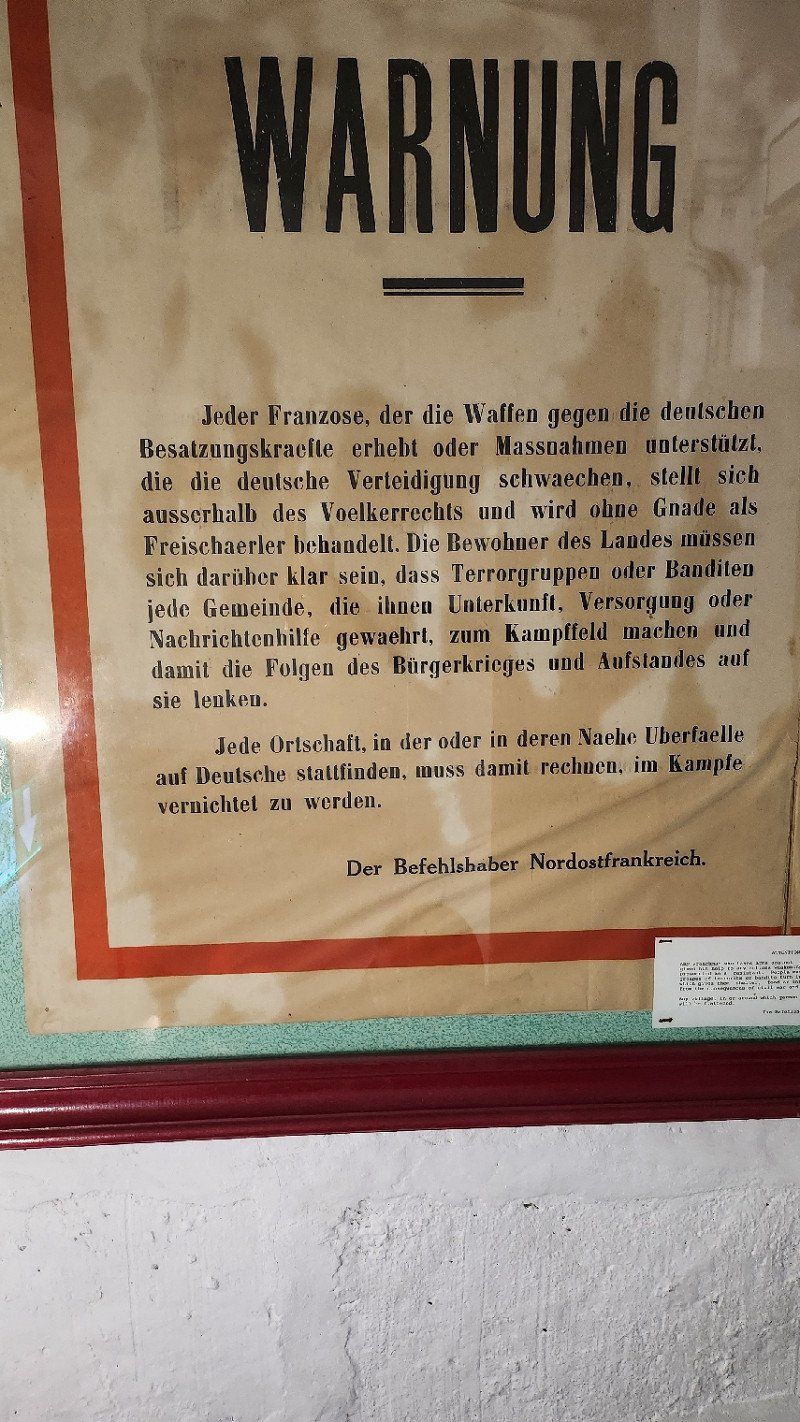 WARNUNG
Jeder Franzose, der die Waffen gegen die deutschen
Besatzungskraefte erhebt oder Massnahmen unterstützt,
die die deutsche Verteidigung schwaechen, stellt sich
ausserhalb des Voelkerrechts und wird ohne Gnade als
Freischaerler behandelt. Die Bewohner des Landes müssen
sich darüber klar sein, dass Terrorgruppen oder Banditen
jede Gemeinde, die ihnen Unterkunft, Versorgung oder
Nachrichtenhilfe gewaehrt, zum Kampffeld machen und
damit die Folgen des Bürgerkrieges und Aufstandes auf
sie lenken.
Jede Ortschaft, in der oder in deren Naehe Uberfaelle
auf Deutsche stattfinden, muss damit rechnen, im Kampfe
vernichtet zu werden.
Der Befehlshaber Nordostfrankreich.